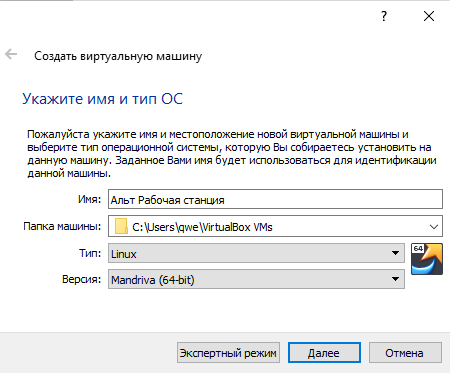 ?
Создать виртуальную машину
Укажите имя и тип ОС
Пожалуйста укажите имя и местоположение новой виртуальной машины и
выберите тип операционной системы, которую Вы собираетесь установить на
данную машину. Заданное Вами имя будет использоваться для идентификации
данной машины.
Имя: Альт Рабочая станция
Папка машины: C:\Users\qwe\VirtualBox VMs
Тип: Linux
64
Версия: Mandriva (64-bit)
Экспертный режим Далее Отмена